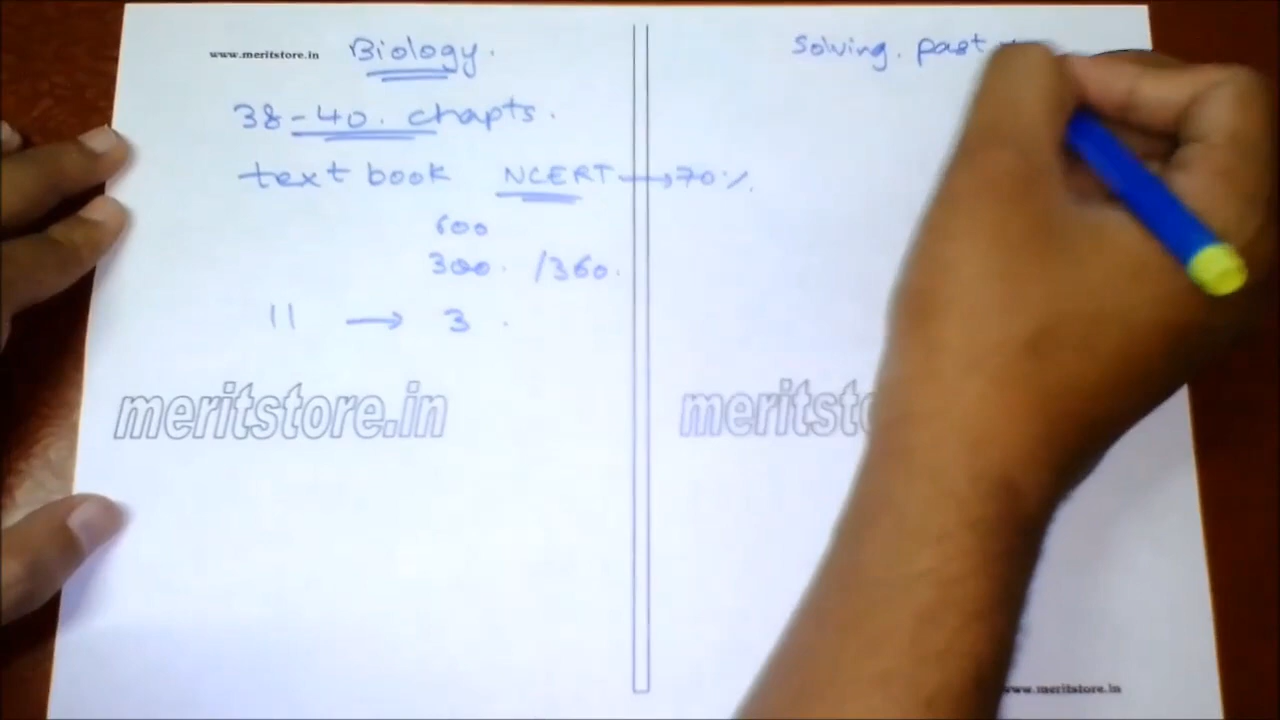 www.meritstore.in Biology.
38-40. chapts.
text book NCERT → 70%.
600
300. /360.
11 → 3.
meritstore.in
Solving. past
www.meritstore.in